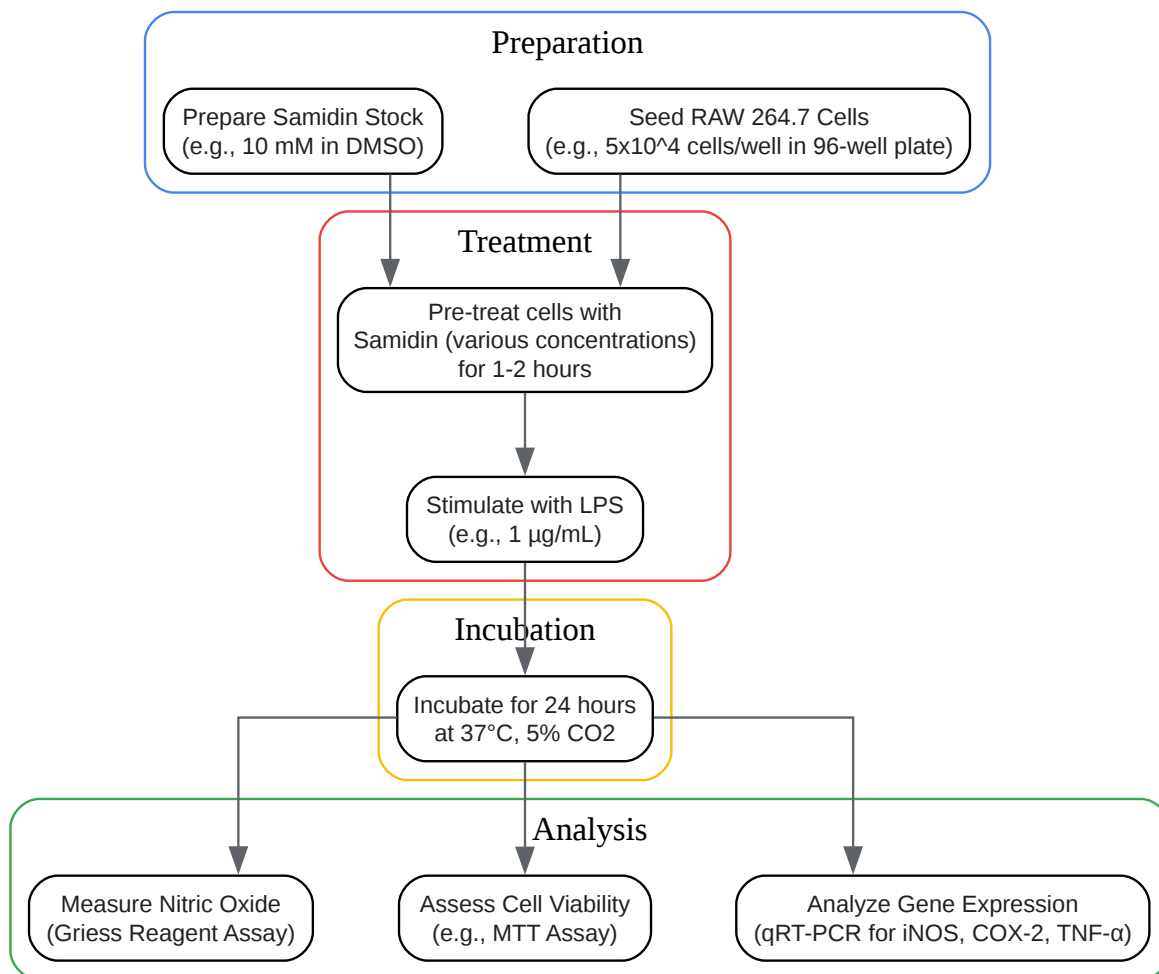 Preparation
Prepare Samidin Stock
(e.g., 10 mM in DMSO)
Seed RAW 264.7 Cells
(e.g., 5x10^4 cells/well in 96-well plate)
Treatment
Pre-treat cells with
Samidin (various concentrations)
for 1-2 hours
Stimulate with LPS
(e.g., 1 µg/mL)
Incubation
Incubate for 24 hours
at 37°C, 5% CO2
Analysis
Measure Nitric Oxide
(Griess Reagent Assay)
Assess Cell Viability
(e.g., MTT Assay)
Analyze Gene Expression
(qRT-PCR for iNOS, COX-2, TNF-α)